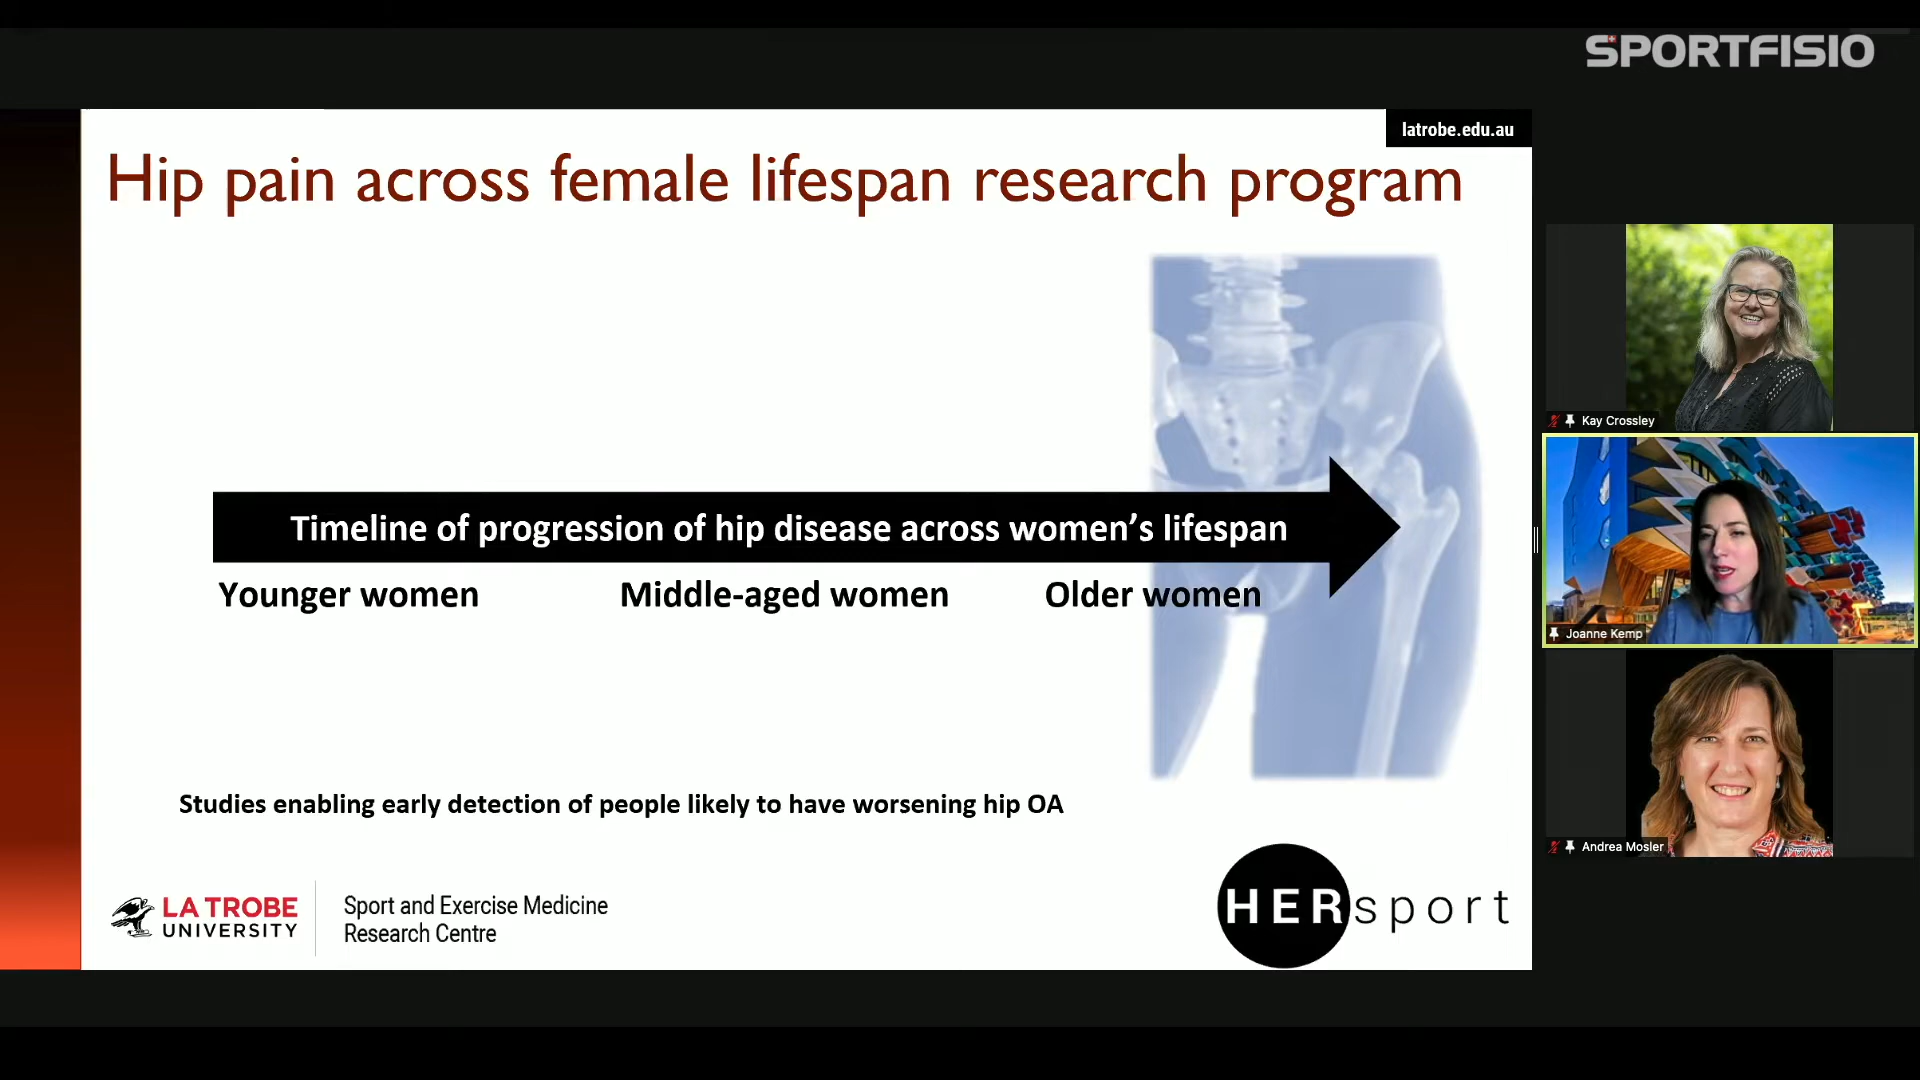 SPORTFISIO
latrobe.edu.au
Hip pain across female lifespan research program
Timeline of progression of hip disease across women’s lifespan
Younger women
Middle-aged women
Older women
Studies enabling early detection of people likely to have worsening hip OA
LA TROBE
UNIVERSITY
Sport and Exercise Medicine
Research Centre
HERsport
Kay Crossley
Joanne Kemp
Andrea Mosler